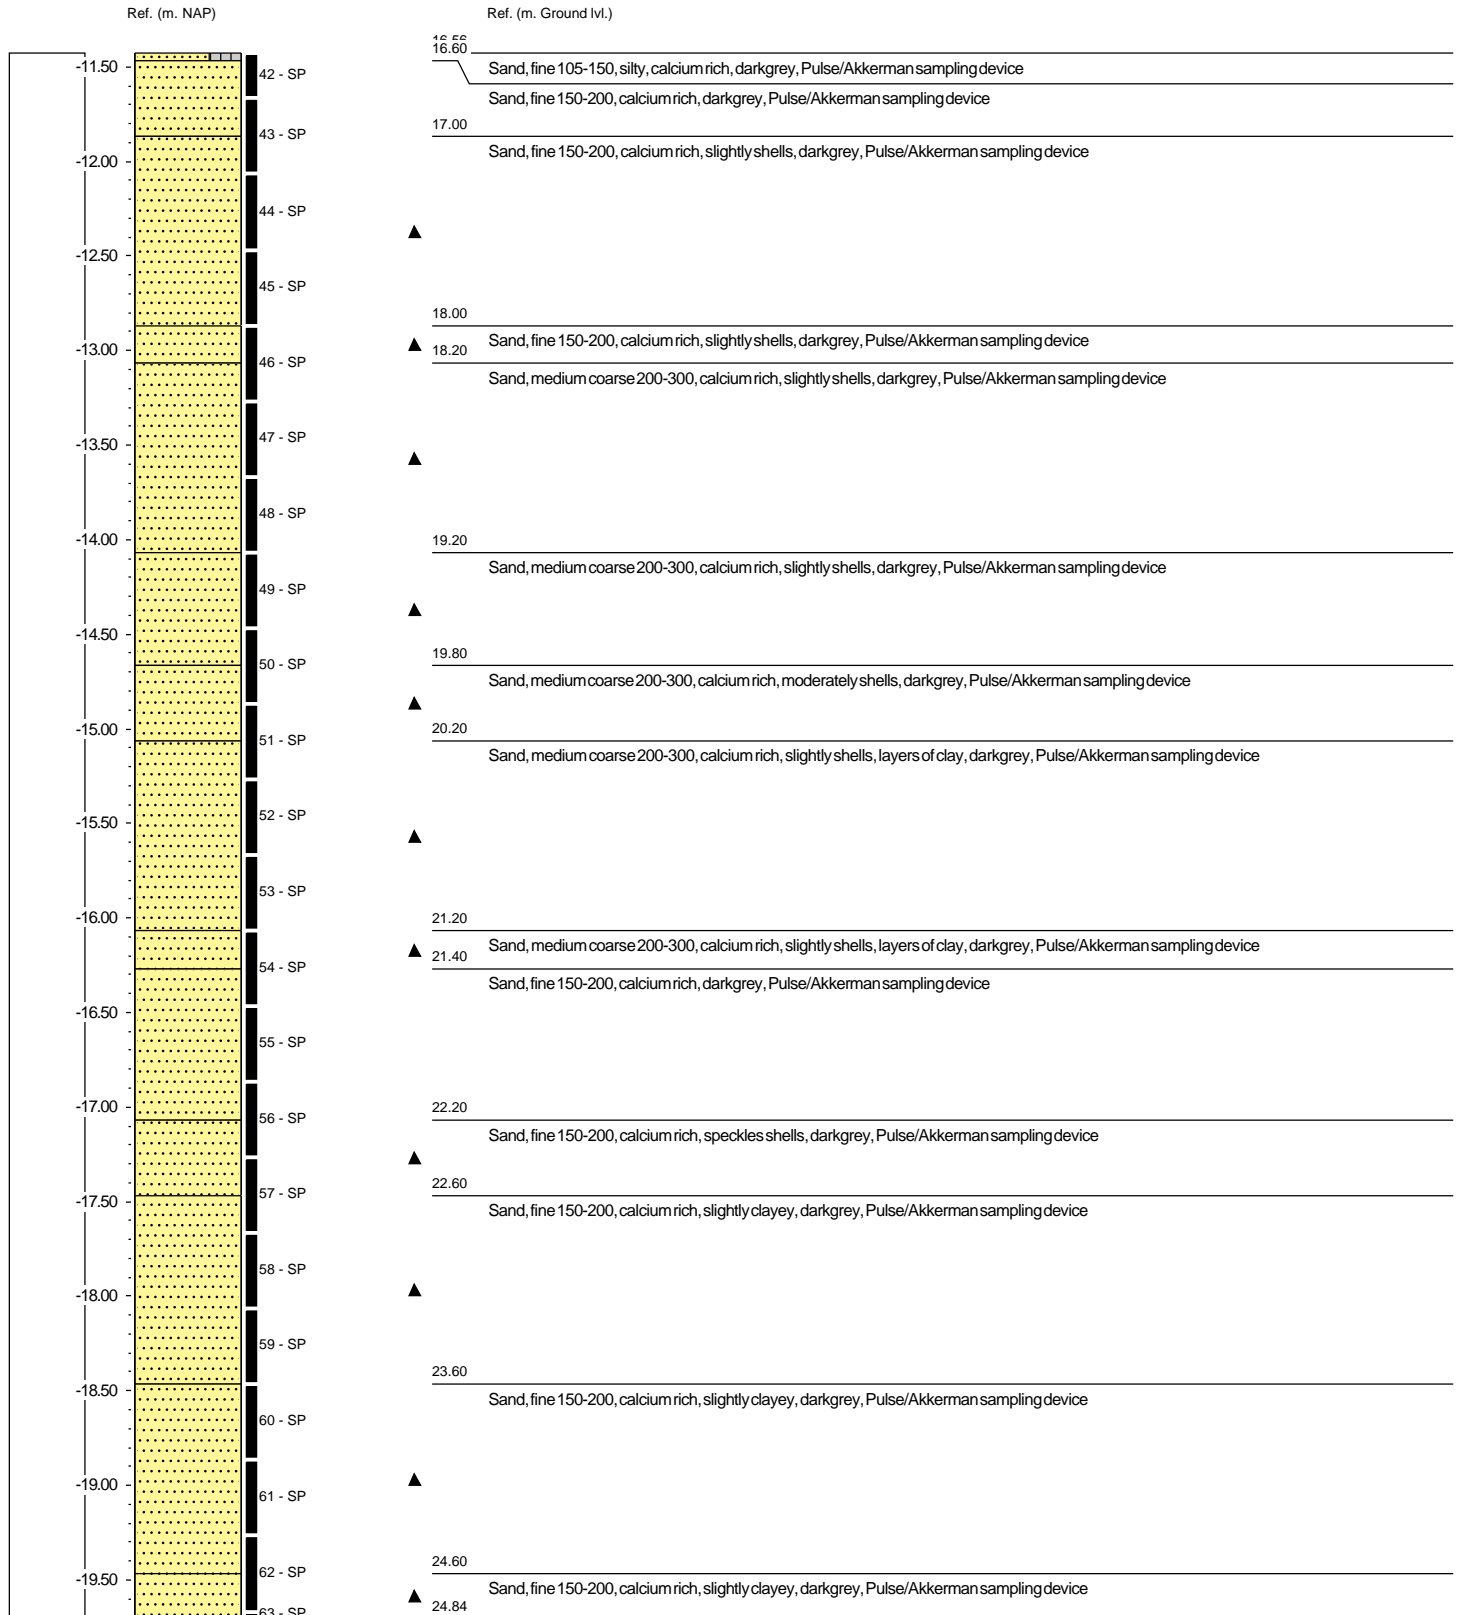 Ref. (m. NAP)
Ref. (m. Ground lvl.)
16.56
16.60
-11.50
42 - SP
Sand, fine 105-150, silty, calcium rich, darkgrey, Pulse/Akkerman sampling device
Sand, fine 150-200, calcium rich, darkgrey, Pulse/Akkerman sampling device
43 - SP
17.00
-12.00
Sand, fine 150-200, calcium rich, slightly shells, darkgrey, Pulse/Akkerman sampling device
44 - SP
-12.50
45 - SP
18.00
-13.00
Sand, fine 150-200, calcium rich, slightly shells, darkgrey, Pulse/Akkerman sampling device
18.20
46 - SP
Sand, medium coarse 200-300, calcium rich, slightly shells, darkgrey, Pulse/Akkerman sampling device
-13.50
47 - SP
48 - SP
-14.00
19.20
Sand, medium coarse 200-300, calcium rich, slightly shells, darkgrey, Pulse/Akkerman sampling device
49 - SP
-14.50
19.80
50 - SP
Sand, medium coarse 200-300, calcium rich, moderately shells, darkgrey, Pulse/Akkerman sampling device
-15.00
20.20
51 - SP
Sand, medium coarse 200-300, calcium rich, slightly shells, layers of clay, darkgrey, Pulse/Akkerman sampling device
-15.50
52 - SP
53 - SP
-16.00
21.20
Sand, medium coarse 200-300, calcium rich, slightly shells, layers of clay, darkgrey, Pulse/Akkerman sampling device
21.40
54 - SP
Sand, fine 150-200, calcium rich, darkgrey, Pulse/Akkerman sampling device
-16.50
55 - SP
-17.00
22.20
56 - SP
Sand, fine 150-200, calcium rich, speckles shells, darkgrey, Pulse/Akkerman sampling device
22.60
57 - SP
-17.50
Sand, fine 150-200, calcium rich, slightly clayey, darkgrey, Pulse/Akkerman sampling device
58 - SP
-18.00
59 - SP
23.60
-18.50
Sand, fine 150-200, calcium rich, slightly clayey, darkgrey, Pulse/Akkerman sampling device
60 - SP
-19.00
61 - SP
24.60
62 - SP
-19.50
Sand, fine 150-200, calcium rich, slightly clayey, darkgrey, Pulse/Akkerman sampling device
24.84
63 - SP